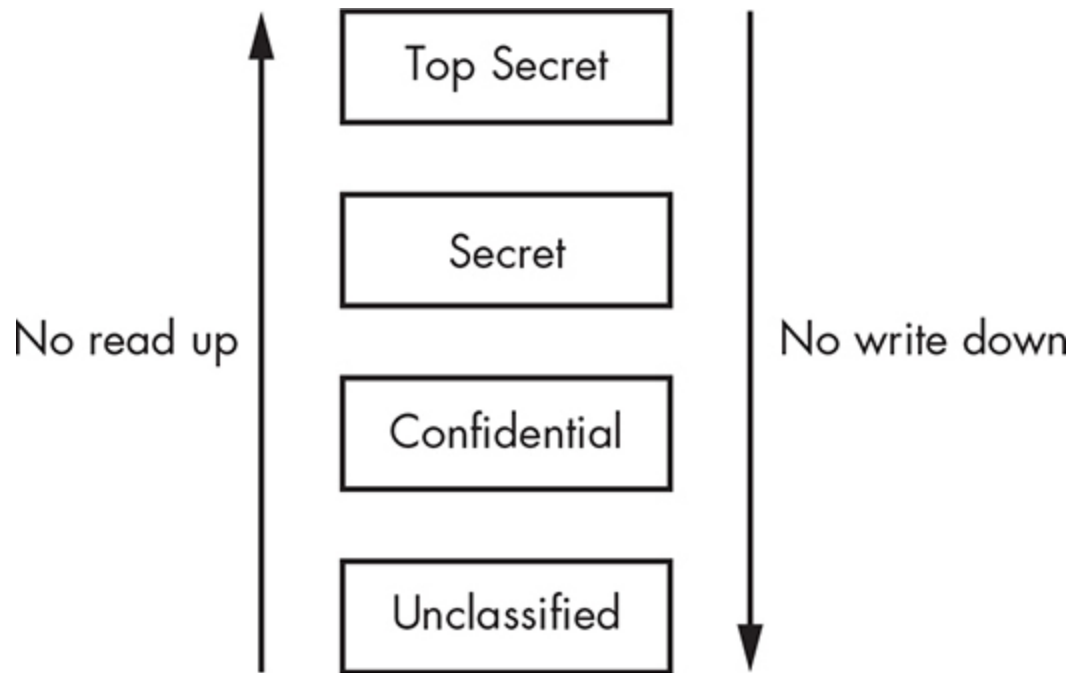 Top Secret
Secret
No read up
No write down
Confidential
Unclassified